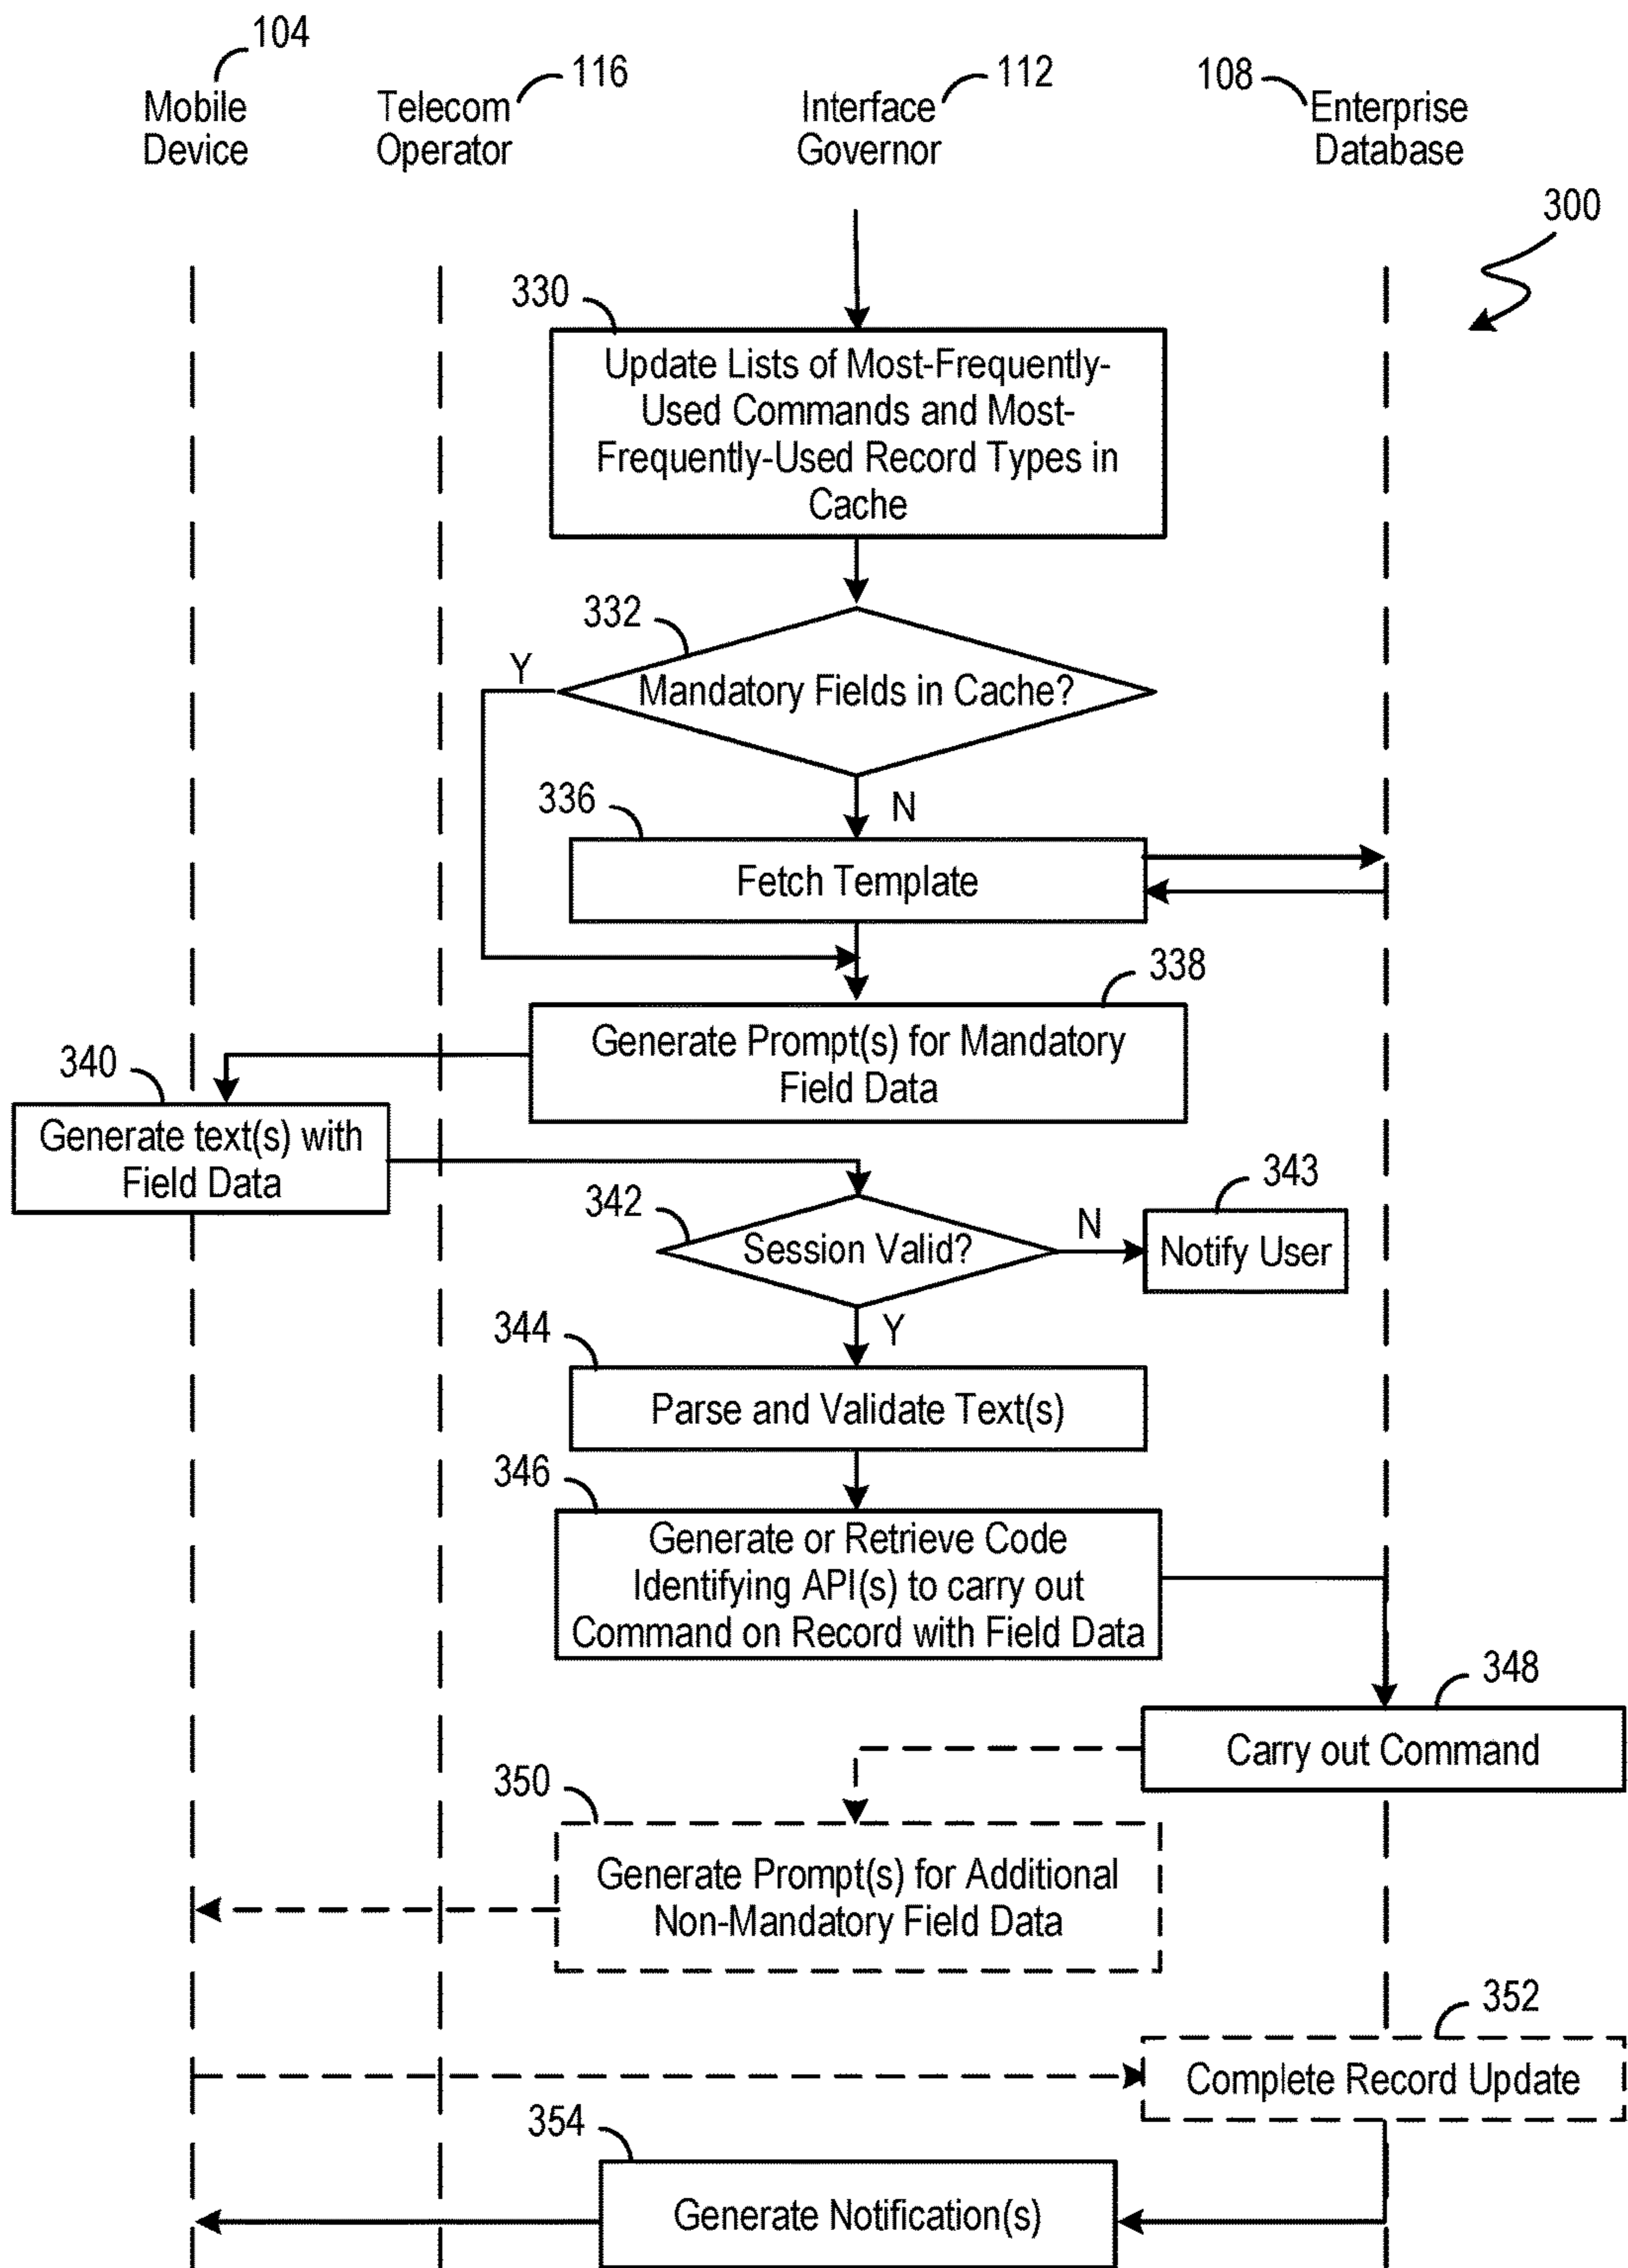 104
116
112
108
Mobile
Device
Telecom
Operator
Interface
Governor
Enterprise
Database
300
330
Update Lists of Most-Frequently-
Used Commands and Most-
Frequently-Used Record Types in
Cache
332
Y
Mandatory Fields in Cache?
336
N
Fetch Template
338
Generate Prompt(s) for Mandatory
Field Data
340
Generate text(s) with
Field Data
342
Session Valid?
N
343
Notify User
344
Y
Parse and Validate Text(s)
346
Generate or Retrieve Code
Identifying API(s) to carry out
Command on Record with Field Data
348
Carry out Command
350
Generate Prompt(s) for Additional
Non-Mandatory Field Data
352
Complete Record Update
354
Generate Notification(s)